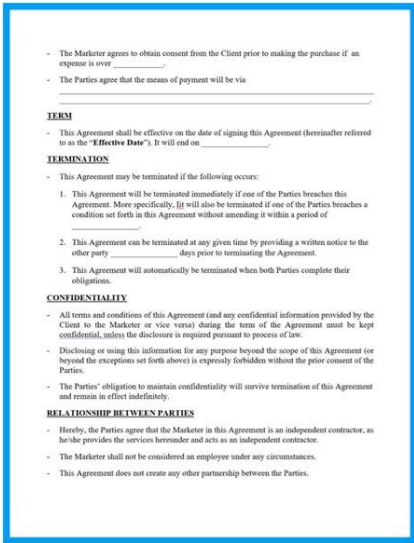 - The Marketer agrees to obtain consent from the Client prior to making the purchase if an
expense is over ____________.
- The Parties agree that the means of payment will be via
____________________________________________________________
____________________________________________________________.
TERM
- This Agreement shall be effective on the date of signing this Agreement (hereinafter referred
to as the “Effective Date”). It will end on ________________.
TERMINATION
- This Agreement may be terminated if the following occurs:
1. This Agreement will be terminated immediately if one of the Parties breaches this
Agreement. More specifically, Iit will also be terminated if one of the Parties breaches a
condition set forth in this Agreement without amending it within a period of
________________.
2. This Agreement can be terminated at any given time by providing a written notice to the
other party ________________ days prior to terminating the Agreement.
3. This Agreement will automatically be terminated when both Parties complete their
obligations.
CONFIDENTIALITY
- All terms and conditions of this Agreement (and any confidential information provided by the
Client to the Marketer or vice versa) during the term of the Agreement must be kept
confidential, unless the disclosure is required pursuant to process of law.
- Disclosing or using this information for any purpose beyond the scope of this Agreement (or
beyond the exceptions set forth above) is expressly forbidden without the prior consent of the
Parties.
- The Parties’ obligation to maintain confidentiality will survive termination of this Agreement
and remain in effect indefinitely.
RELATIONSHIP BETWEEN PARTIES
- Hereby, the Parties agree that the Marketer in this Agreement is an independent contractor, as
he/she provides the services hereunder and acts as an independent contractor.
- The Marketer shall not be considered an employee under any circumstances.
- This Agreement does not create any other partnership between the Parties.